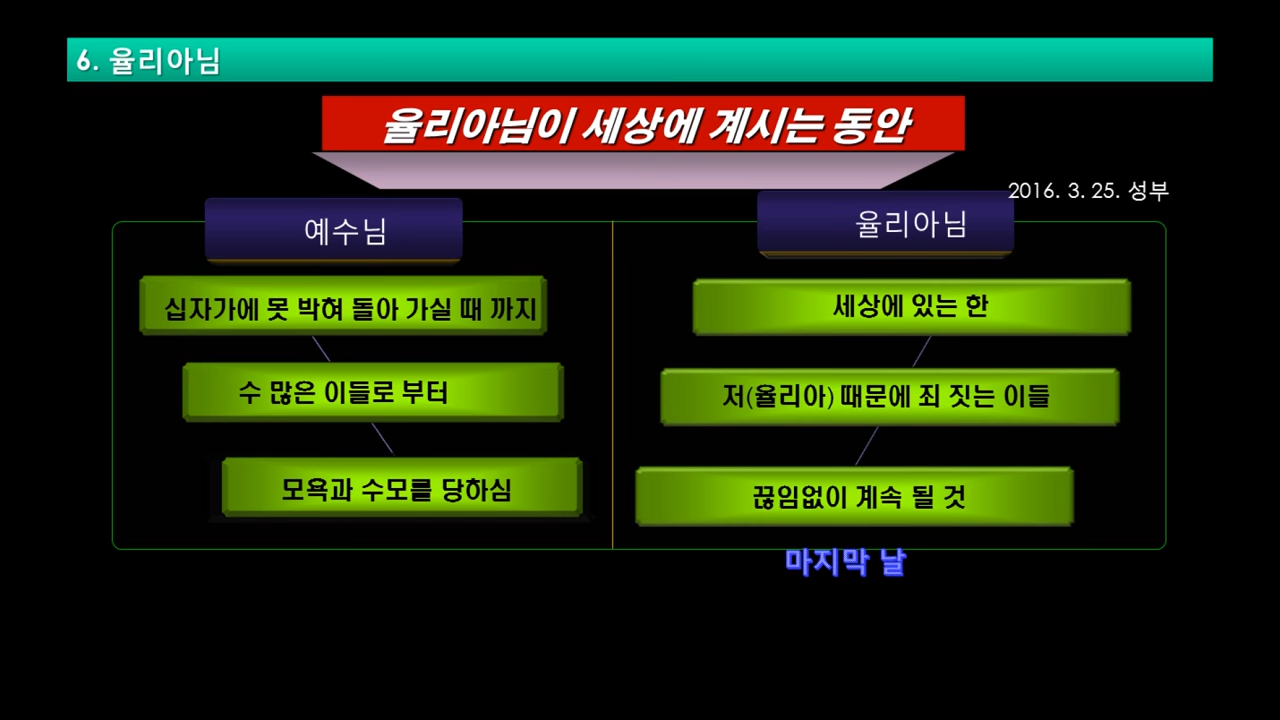 6. 율리아님
율리아님이 세상에 계시는 동안
2016. 3. 25. 성부
예수님
십자가에 못 박혀 돌아 가실 때 까지
수 많은 이들로 부터
모욕과 수모를 당하심
율리아님
세상에 있는 한
저(율리아) 때문에 죄 짓는 이들
끊임없이 계속 될 것
마지막 날